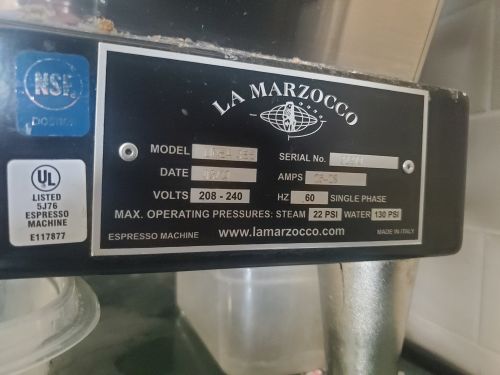 NSF®
UL
LISTED
5J76
ESPRESSO
MACHINE
E117877
LA MARZOCCO
MODEL
SERIAL No.
DATE
AMPS
VOLTS 208 - 240 HZ 60 SINGLE PHASE
MAX. OPERATING PRESSURES: STEAM 22 PSI WATER 130 PSI
ESPRESSO MACHINE www.lamarzocco.com MADE IN ITALY